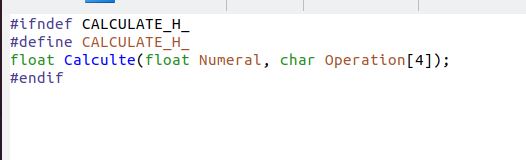 #ifndef CALCULATE_H_
#define CALCULATE_H_
float Calculte(float Numeral, char Operation[4]);
#endif